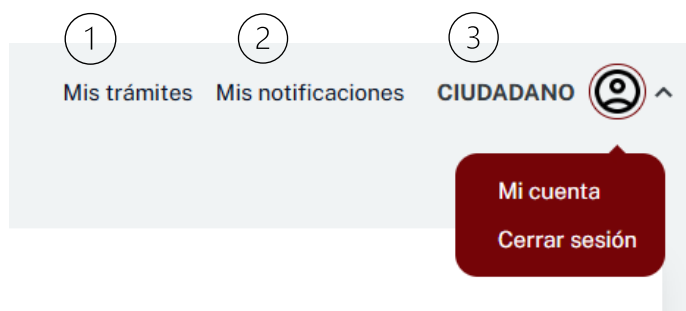 1 2 3
Mis trámites Mis notificaciones CIUDADANO
Mi cuenta
Cerrar sesión